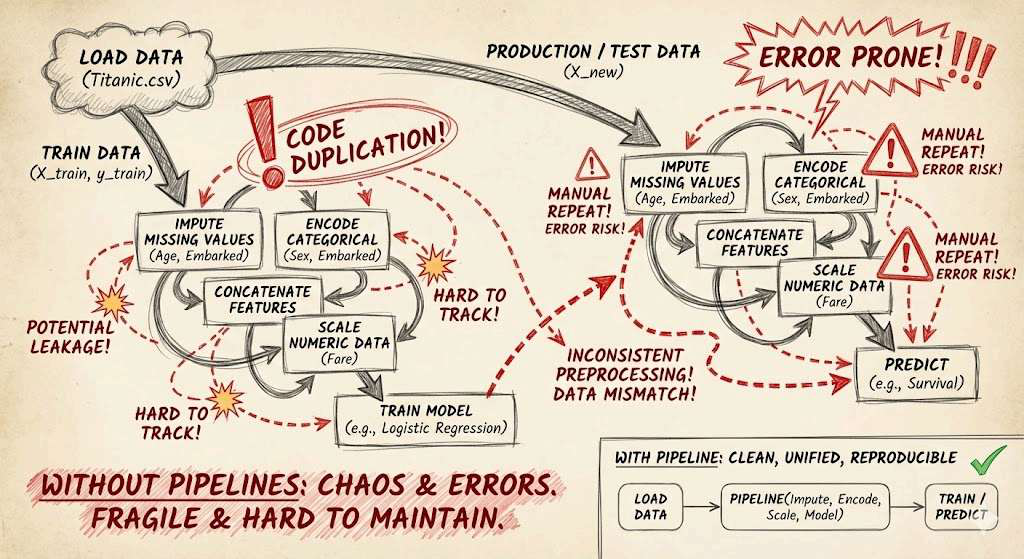 LOAD DATA
(Titanic.csv)
PRODUCTION / TEST DATA
(X_new)
ERROR PRONE!
!!!
TRAIN DATA
(X_train, y_train)
!
CODE
DUPLICATION!
IMPUTE
MISSING VALUES
(Age, Embarked)
ENCODE
CATEGORICAL
(Sex, Embarked)
CONCATENATE
FEATURES
SCALE
NUMERIC DATA
(Fare)
POTENTIAL
LEAKAGE!
HARD TO
TRACK!
HARD TO
TRACK!
TRAIN MODEL
(e.g., Logistic Regression)
INCONSISTENT
PREPROCESSING!
DATA MISMATCH!
!
MANUAL
REPEAT!
ERROR RISK!
IMPUTE
MISSING VALUES
(Age, Embarked)
ENCODE
CATEGORICAL
(Sex, Embarked)
!
MANUAL
REPEAT!
ERROR RISK!
CONCATENATE
FEATURES
SCALE
NUMERIC DATA
(Fare)
!
MANUAL
REPEAT!
ERROR RISK!
PREDICT
(e.g., Survival)
WITHOUT PIPELINES: CHAOS & ERRORS.
FRAGILE & HARD TO MAINTAIN.
WITH PIPELINE: CLEAN, UNIFIED, REPRODUCIBLE
LOAD
DATA
PIPELINE(Impute, Encode,
Scale, Model)
TRAIN /
PREDICT